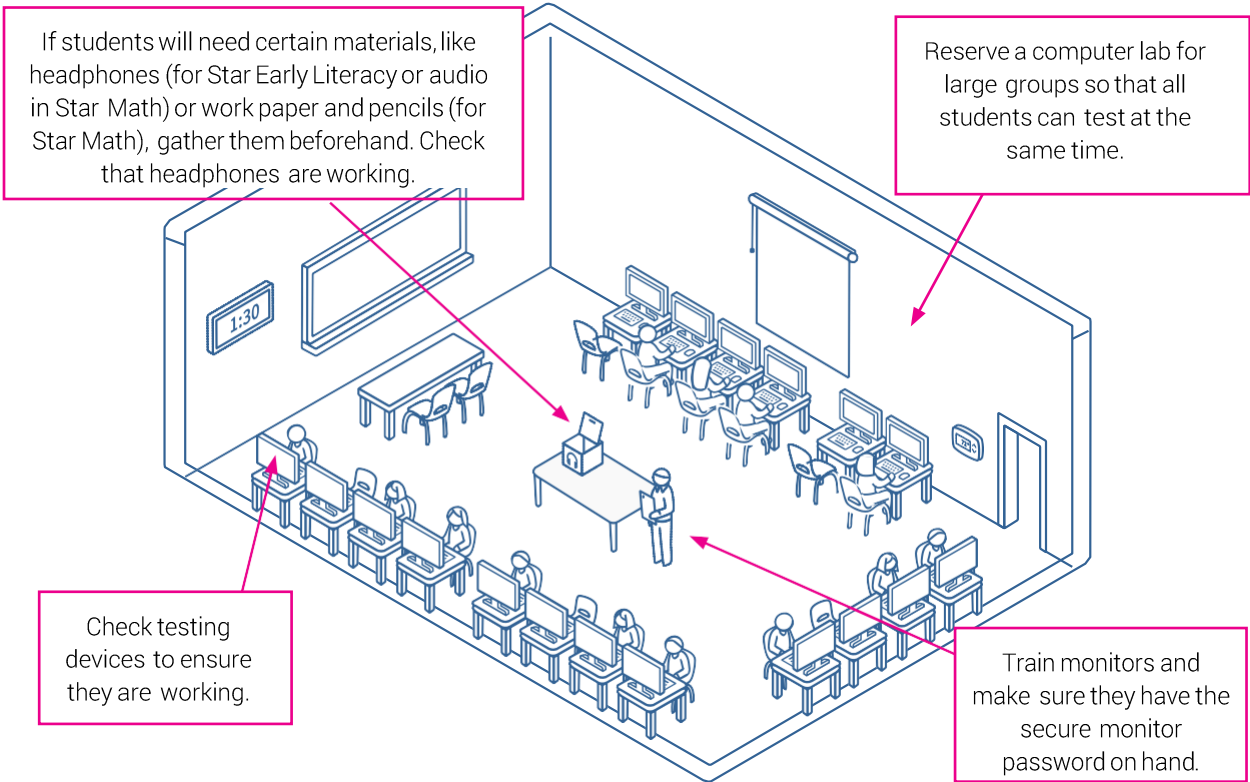 If students will need certain materials, like
headphones (for Star Early Literacy or audio
in Star Math) or work paper and pencils (for
Star Math), gather them beforehand. Check
that headphones are working.
Reserve a computer lab for
large groups so that all
students can test at the
same time.
1:30
Check testing
devices to ensure
they are working.
Train monitors and
make sure they have the
secure monitor
password on hand.